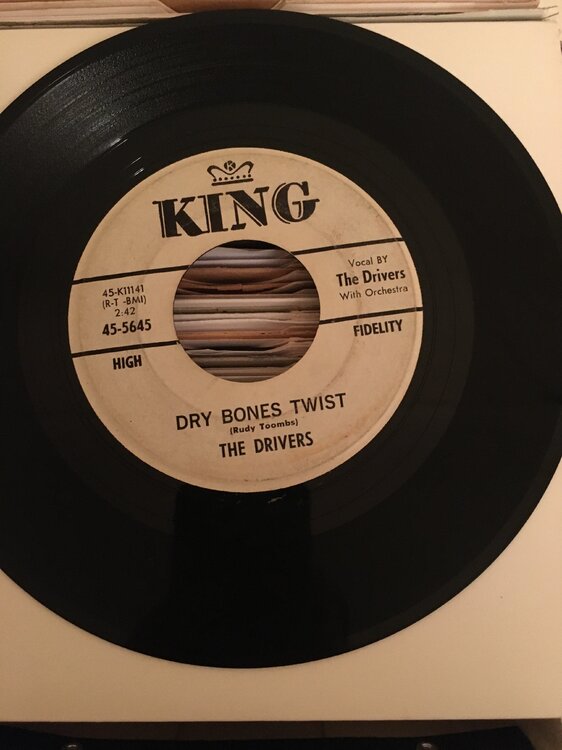 K
KING
45-K11141
(R-T -BMI)
2:42
45-5645
Vocal BY
The Drivers
With Orchestra
HIGH
FIDELITY
DRY BONES TWIST
(Rudy Toombs)
THE DRIVERS